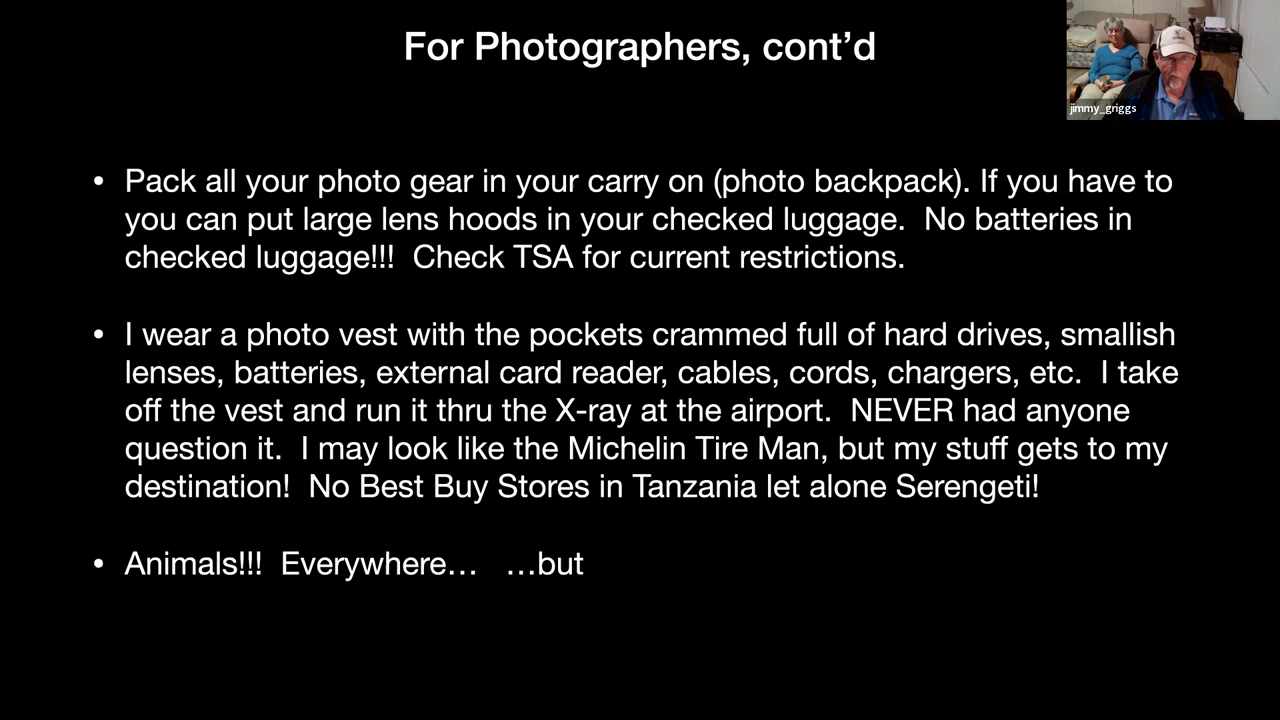 For Photographers, cont’d
jimmy_griggs
• Pack all your photo gear in your carry on (photo backpack). If you have to
you can put large lens hoods in your checked luggage.  No batteries in
checked luggage!!!  Check TSA for current restrictions.
• I wear a photo vest with the pockets crammed full of hard drives, smallish
lenses, batteries, external card reader, cables, cords, chargers, etc.  I take
off the vest and run it thru the X-ray at the airport.  NEVER had anyone
question it.  I may look like the Michelin Tire Man, but my stuff gets to my
destination!  No Best Buy Stores in Tanzania let alone Serengeti!
• Animals!!!  Everywhere…   …but